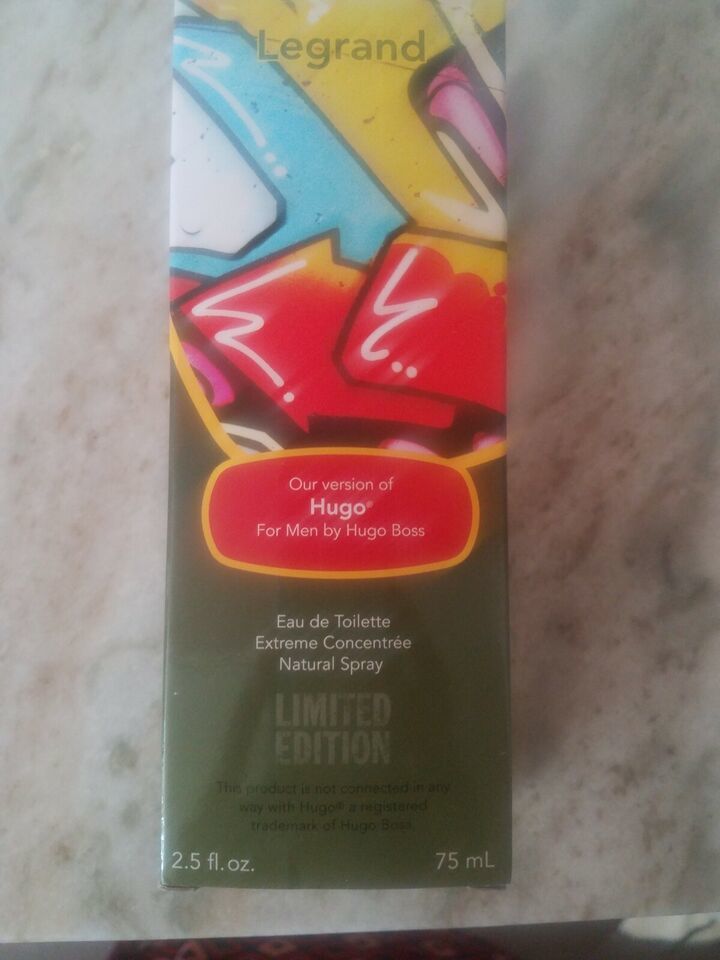 Legrand
Our version of
Hugo®
For Men by Hugo Boss
Eau de Toilette
Extreme Concentrée
Natural Spray
LIMITED
EDITION
This product is not connected in any
way with Hugo® a registered
trademark of Hugo Boss.
2.5 fl. oz. 75 mL